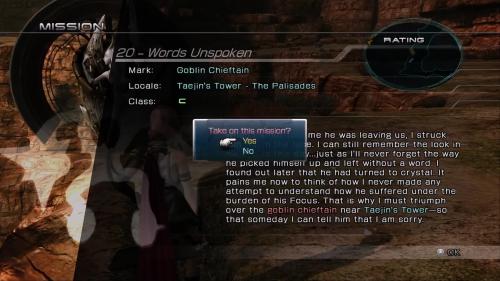 MISSION
RATING
20 – Words Unspoken
Mark: Goblin Chieftain
Locale: Taejin's Tower - The Palisades
Class:
Take on this mission?
Yes
No
me he was leaving us, I struck
I can still remember the look in
just as I'll never forget the way
he picked himself up and left without a word. I
found out later that he had turned to crystal. It
pains me now to think of how I never made any
attempt to understand how he suffered under the
burden of his Focus. That is why I must triumph
over the goblin chieftain near Taejin's Tower—so
that someday I can tell him that I am sorry.
OK